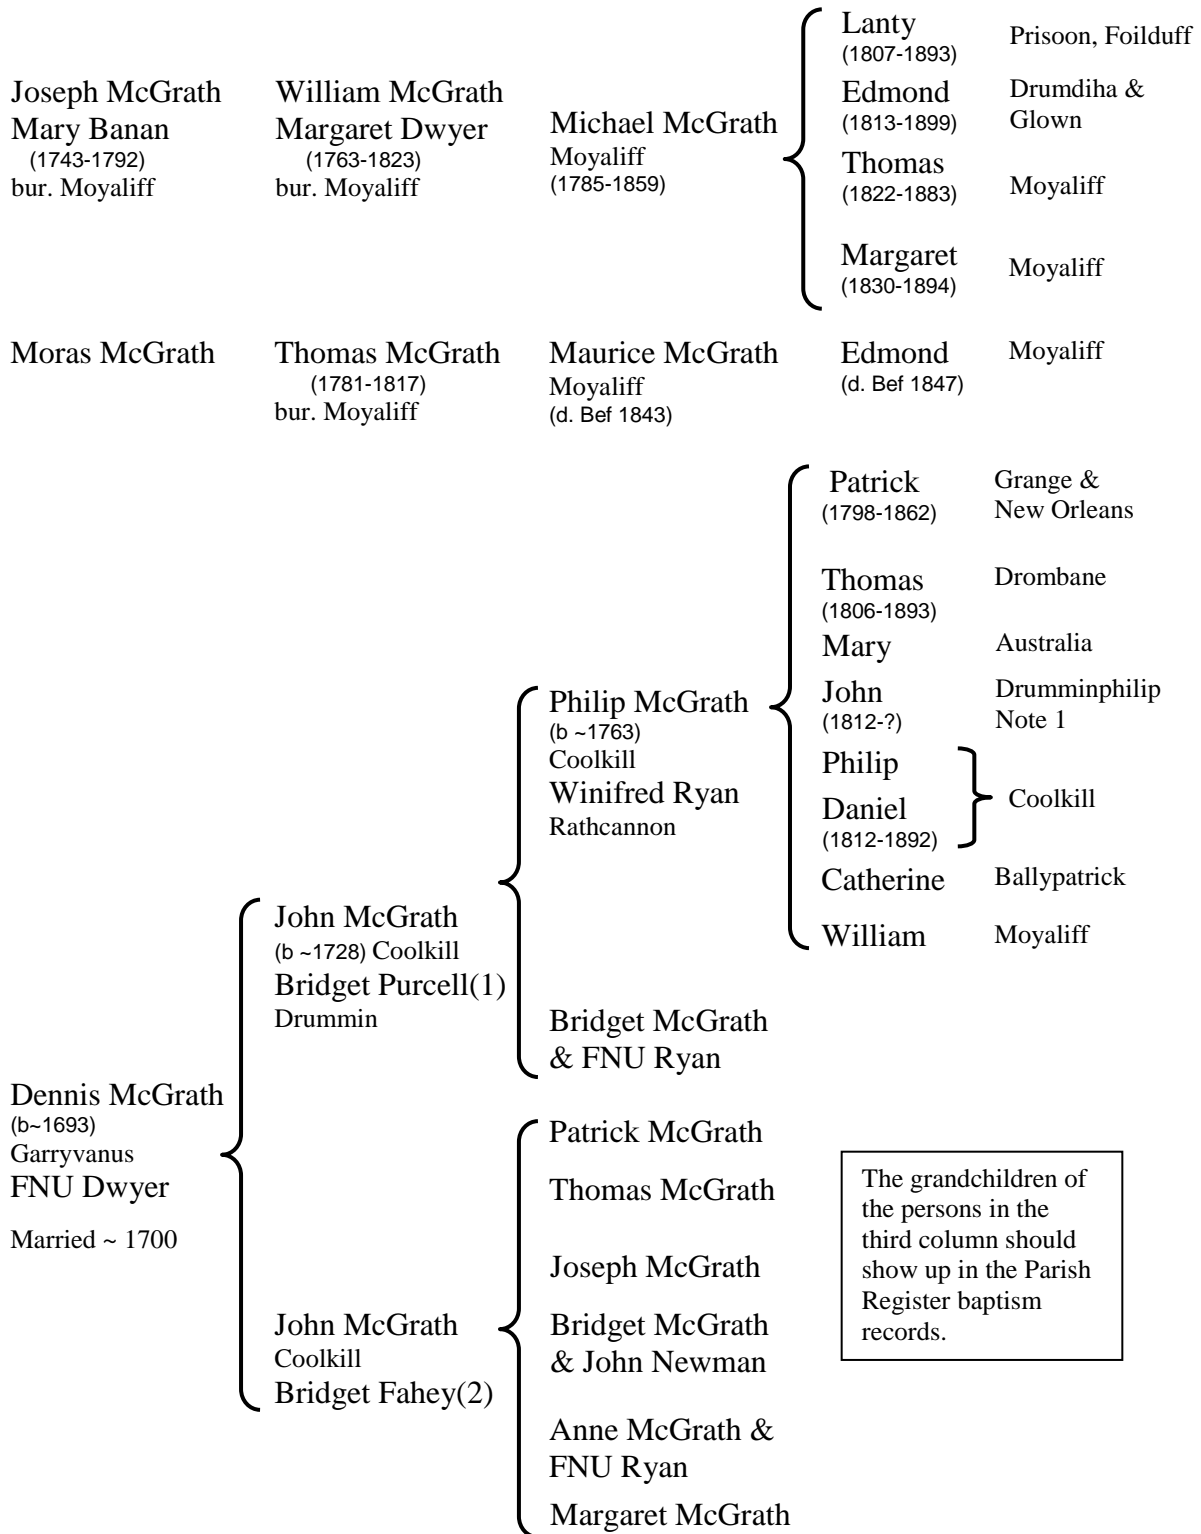 Joseph McGrath
Mary Banan
(1743-1792)
bur. Moyaliff
William McGrath
Margaret Dwyer
(1763-1823)
bur. Moyaliff
Michael McGrath
Moyaliff
(1785-1859)
Lanty
(1807-1893)
Prisoon, Foilduff
Edmond
(1813-1899)
Drumdiha &
Glown
Thomas
(1822-1883)
Moyaliff
Margaret
(1830-1894)
Moyaliff
Moras McGrath
Thomas McGrath
(1781-1817)
bur. Moyaliff
Maurice McGrath
Moyaliff
(d. Bef 1843)
Edmond
(d. Bef 1847)
Moyaliff
Dennis McGrath
(b~1693)
Garryvanus
FNU Dwyer
Married ~ 1700
John McGrath
(b ~1728) Coolkill
Bridget Purcell(1)
Drummin
Philip McGrath
(b ~1763)
Coolkill
Winifred Ryan
Rathcannon
Patrick
(1798-1862)
Grange &
New Orleans
Thomas
(1806-1893)
Drombane
Mary
Australia
John
(1812-?)
Drumminphilip
Note 1
Philip
Daniel
(1812-1892)
Coolkill
Catherine
Ballypatrick
William
Moyaliff
Bridget McGrath
& FNU Ryan
John McGrath
Coolkill
Bridget Fahey(2)
Patrick McGrath
Thomas McGrath
Joseph McGrath
Bridget McGrath
& John Newman
Anne McGrath &
FNU Ryan
Margaret McGrath
The grandchildren of
the persons in the
third column should
show up in the Parish
Register baptism
records.